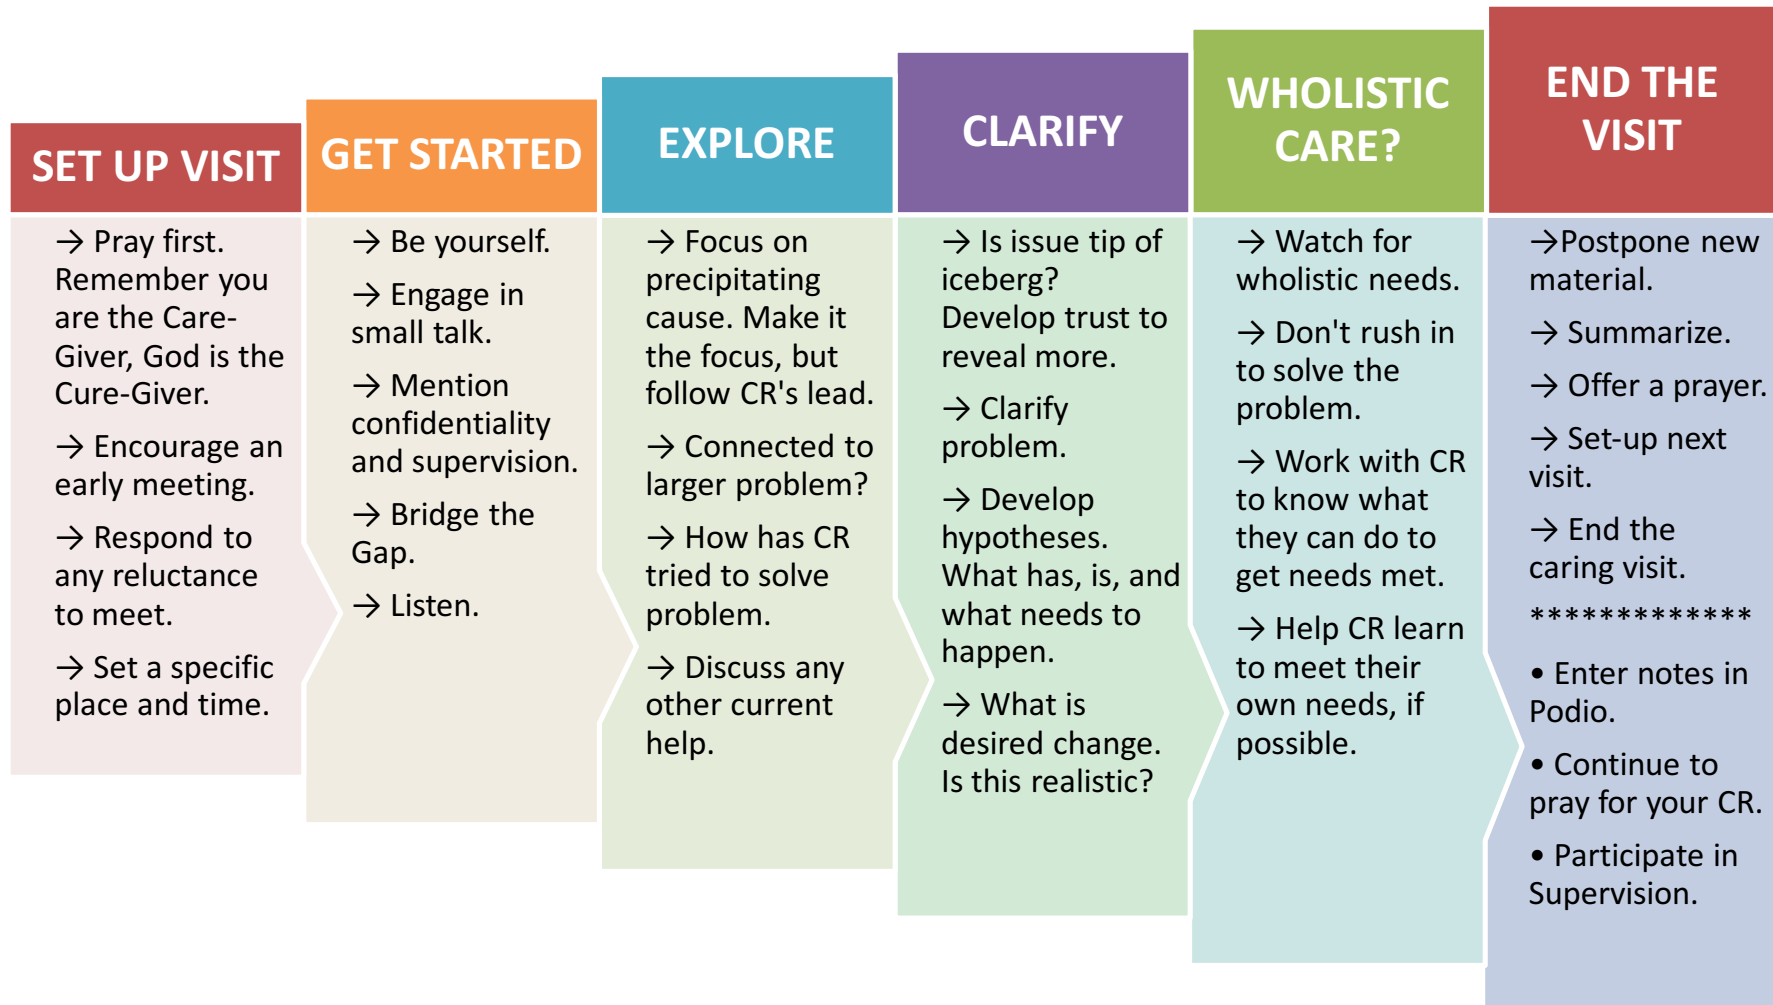 SET UP VISIT
→ Pray first.
Remember you
are the Care-
Giver, God is the
Cure-Giver.
→ Encourage an
early meeting.
→ Respond to
any reluctance
to meet.
→ Set a specific
place and time.
GET STARTED
→ Be yourself.
→ Engage in
small talk.
→ Mention
confidentiality
and supervision.
→ Bridge the
Gap.
→ Listen.
EXPLORE
→ Focus on
precipitating
cause. Make it
the focus, but
follow CR's lead.
→ Connected to
larger problem?
→ How has CR
tried to solve
problem.
→ Discuss any
other current
help.
CLARIFY
→ Is issue tip of
iceberg?
Develop trust to
reveal more.
→ Clarify
problem.
→ Develop
hypotheses.
What has, is, and
what needs to
happen.
→ What is
desired change.
Is this realistic?
WHOLISTIC
CARE?
→ Watch for
wholistic needs.
→ Don't rush in
to solve the
problem.
→ Work with CR
to know what
they can do to
get needs met.
→ Help CR learn
to meet their
own needs, if
possible.
END THE
VISIT
→Postpone new
material.
→ Summarize.
→ Offer a prayer.
→ Set-up next
visit.
→ End the
caring visit.
*************
• Enter notes in
Podio.
• Continue to
pray for your CR.
• Participate in
Supervision.